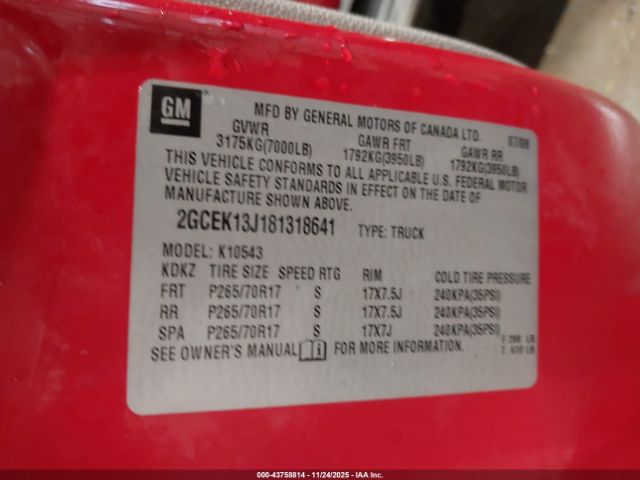 GM
MFD BY GENERAL MOTORS OF CANADA LTD. 07/08
GVWR GAWR FRT GAWR RR
3175KG(7000LB) 1792KG(3950LB) 1792KG(3950LB)
THIS VEHICLE CONFORMS TO ALL APPLICABLE U.S. FEDERAL MOTOR
VEHICLE SAFETY STANDARDS IN EFFECT ON THE DATE OF
MANUFACTURE SHOWN ABOVE.
2GCEK13J181318641 TYPE: TRUCK
MODEL: K10543
KDKZ TIRE SIZE SPEED RTG RIM COLD TIRE PRESSURE
FRT P265/70R17 S 17X7.5J 240KPA(35PSI)
RR P265/70R17 S 17X7.5J 240KPA(35PSI)
SPA P265/70R17 S 17X7J 240KPA(35PSI)
SEE OWNER'S MANUAL FOR MORE INFORMATION.
F 288 LB
T. 610 LB
000-43758814 - 11/24/2025 - IAA Inc.